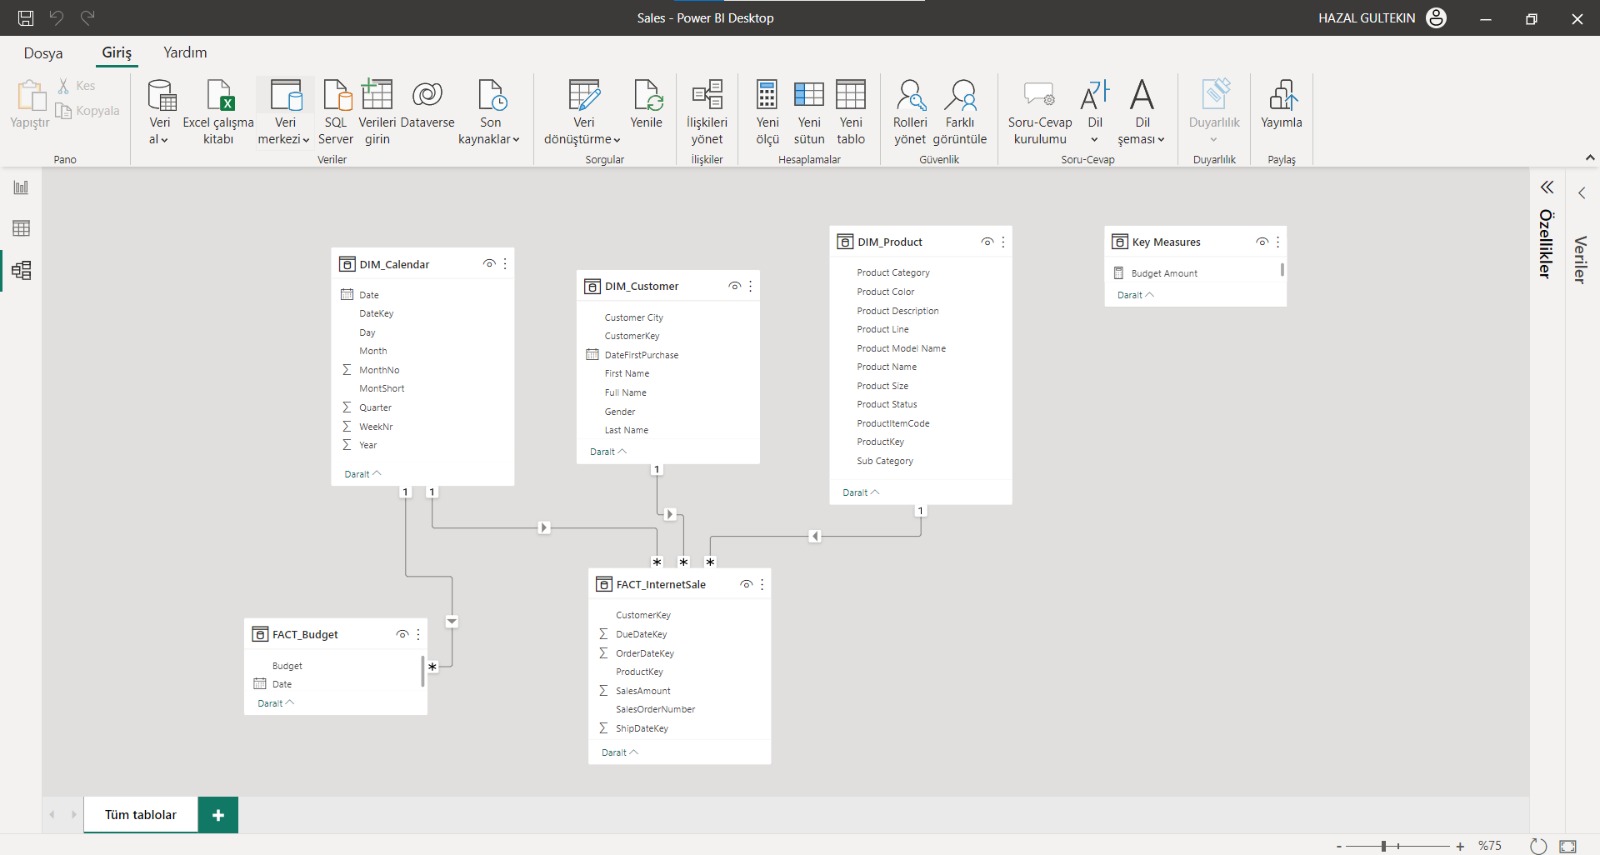 Sales - Power BI Desktop
HAZAL GULTEKIN
Dosya
Giriş
Yardım
Yapıştır
Kes
Kopyala
Pano
Veri
al
Excel çalışma
kitabı
Veri
merkezi
SQL
Server
Verileri
girin
Dataverse
Son
kaynaklar
Veriler
Veri
dönüştürme
Yenile
Sorgular
İlişkileri
yönet
İlişkiler
Yeni
ölçü
Yeni
sütun
Yeni
tablo
Hesaplamalar
Rolleri
yönet
Farklı
görüntüle
Güvenlik
Soru-Cevap
kurulumu
Dil
Dil
şeması
Soru-Cevap
Duyarlılık
Duyarlılık
Yayımla
Paylaş
DIM_Calendar
Date
DateKey
Day
Month
MonthNo
MontShort
Quarter
WeekNr
Year
Daralt
1
1
DIM_Customer
Customer City
CustomerKey
DateFirstPurchase
First Name
Full Name
Gender
Last Name
Daralt
1
DIM_Product
Product Category
Product Color
Product Description
Product Line
Product Model Name
Product Name
Product Size
Product Status
ProductItemCode
ProductKey
Sub Category
Daralt
1
Key Measures
Budget Amount
Daralt
Özellikler
Veriler
*
*
*
FACT_InternetSale
CustomerKey
DueDateKey
OrderDateKey
ProductKey
SalesAmount
SalesOrderNumber
ShipDateKey
Daralt
FACT_Budget
Budget
Date
Daralt
*
Tüm tablolar
+
- + %75